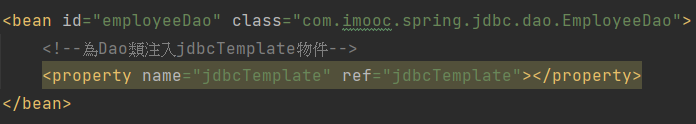 <bean id="employeeDao" class="com.imooc.spring.jdbc.dao.EmployeeDao">
<!--為Dao類注入jdbcTemplate物件-->
<property name="jdbcTemplate" ref="jdbcTemplate"></property>
</bean>